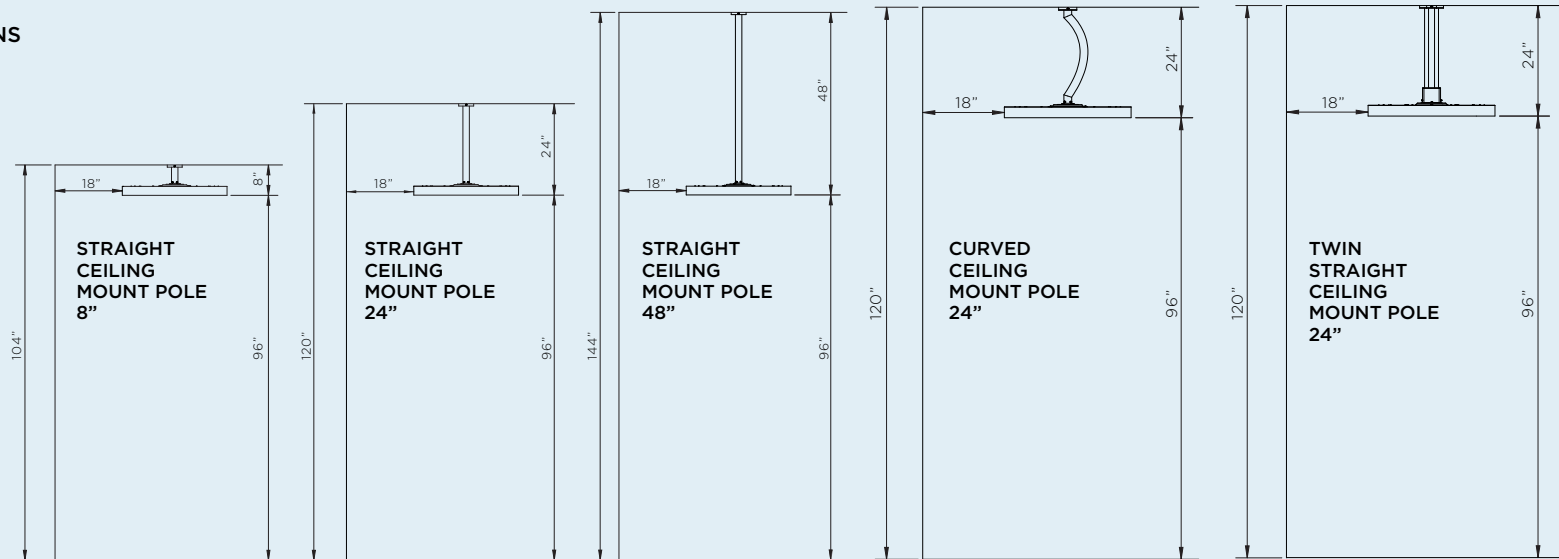 NS
104"
18"
8"
96"
STRAIGHT
CEILING
MOUNT POLE
8”
120"
18"
24"
96"
STRAIGHT
CEILING
MOUNT POLE
24”
144"
18"
48"
96"
STRAIGHT
CEILING
MOUNT POLE
48”
120"
18"
24"
96"
CURVED
CEILING
MOUNT POLE
24”
120"
18"
24"
96"
TWIN
STRAIGHT
CEILING
MOUNT POLE
24”